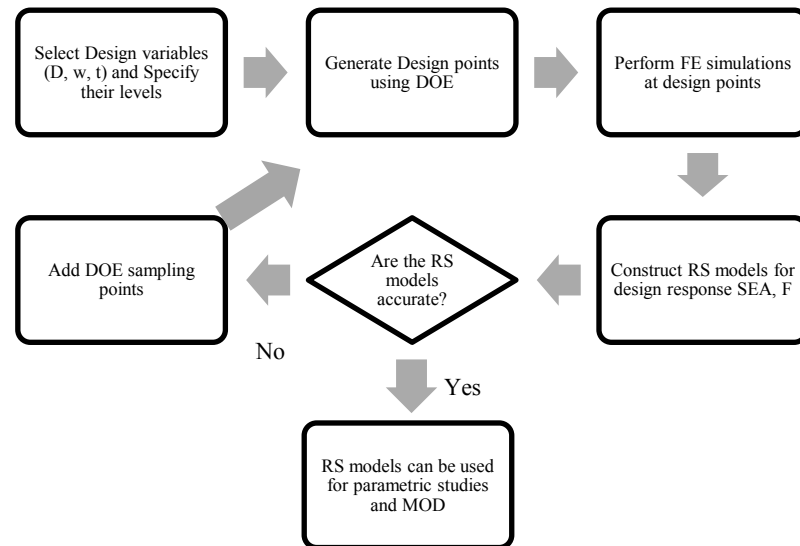 Select Design variables
(D, w, t) and Specify
their levels
Generate Design points
using DOE
Perform FE simulations
at design points
Construct RS models for
design response SEA, F
Are the RS
models
accurate?
Add DOE sampling
points
No
Yes
RS models can be used
for parametric studies
and MOD